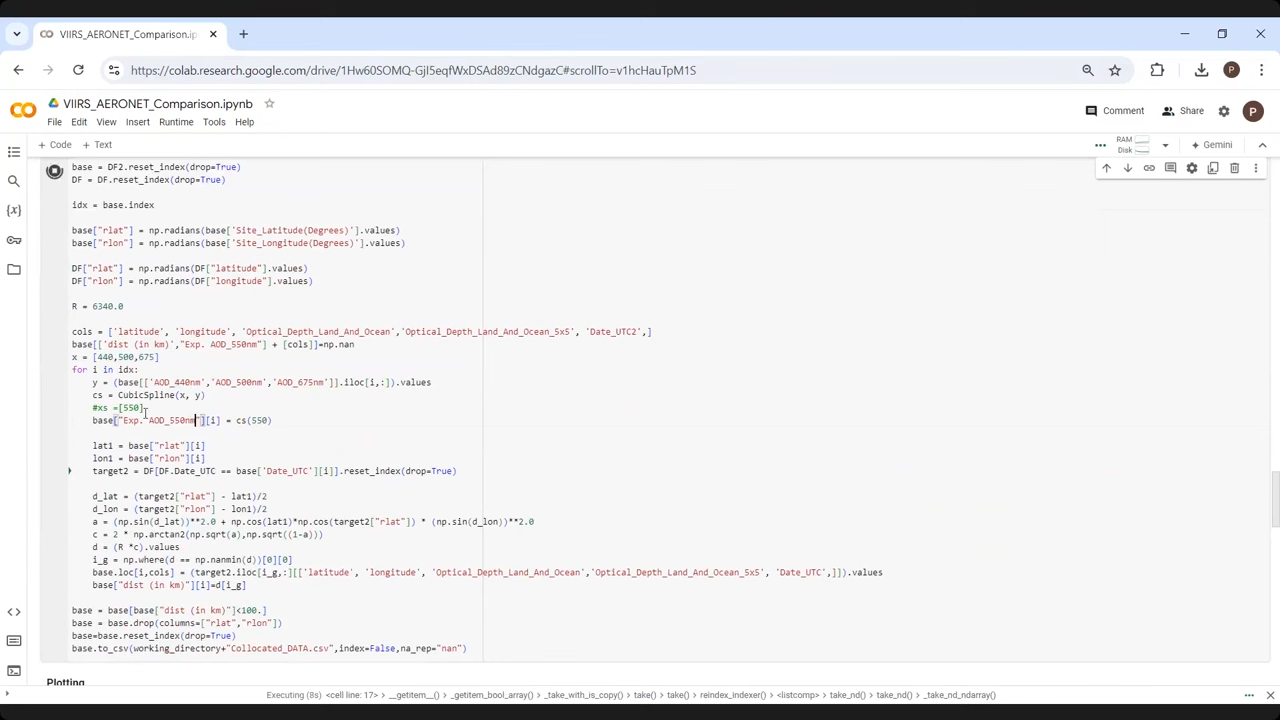 VIIRS_AERONET_Comparison.ip
https://colab.research.google.com/drive/1Hw60SOMQ-GjI5eqfWxDSAd89zCNdgazC#scrollTo=v1hcHauTpM1S
P
CO VIIRS_AERONET_Comparison.ipynb
File Edit View Insert Runtime Tools Help
Comment Share P
+ Code + Text
RAM
Disk
Gemini
base = DF2.reset_index(drop=True)
DF = DF.reset_index(drop=True)
idx = base.index
base["rlat"] = np.radians(base['Site_Latitude(Degrees)'].values)
base["rlon"] = np.radians(base['Site_Longitude(Degrees)'].values)
DF["rlat"] = np.radians(DF["latitude"].values)
DF["rlon"] = np.radians(DF["longitude"].values)
R = 6340.0
cols = ['latitude', 'longitude', 'Optical_Depth_Land_And_Ocean','Optical_Depth_Land_And_Ocean_5x5', 'Date_UTC2',]
base[['dist (in km)',"Exp. AOD_550nm"] + [cols]]=np.nan
x = [440,500,675]
for i in idx:
y = (base[['AOD_440nm','AOD_500nm','AOD_675nm']].iloc[i,:]).values
cs = CubicSpline(x, y)
#xs =[550]
base["Exp. AOD_550nm"][i] = cs(550)
lat1 = base["rlat"][i]
lon1 = base["rlon"][i]
target2 = DF[DF.Date_UTC == base['Date_UTC'][i]].reset_index(drop=True)
d_lat = (target2["rlat"] - lat1)/2
d_lon = (target2["rlon"] - lon1)/2
a = (np.sin(d_lat))**2.0 + np.cos(lat1)*np.cos(target2["rlat"]) * (np.sin(d_lon))**2.0
c = 2 * np.arctan2(np.sqrt(a),np.sqrt((1-a)))
d = (R *c).values
i_g = np.where(d == np.nanmin(d))[0][0]
base.loc[i,cols] = (target2.iloc[i_g,:][['latitude', 'longitude', 'Optical_Depth_Land_And_Ocean','Optical_Depth_Land_And_Ocean_5x5', 'Date_UTC',]]).values
base["dist (in km)"][i]=d[i_g]
base = base[base["dist (in km)"]<100.]
base = base.drop(columns=["rlat","rlon"])
base=base.reset_index(drop=True)
base.to_csv(working_directory+"Collocated_DATA.csv",index=False,na_rep="nan")
Plotting
Executing (8s) <cell line: 17> > __getitem__() > _getitem_bool_array() > _take_with_is_copy() > take() > take() > reindex_indexer() > <listcomp> > take_nd() > take_nd() > _take_nd_ndarray()